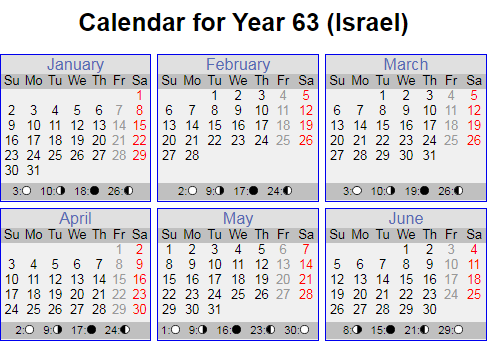 Calendar for Year 63 (Israel)
January
Su Mo Tu We Th Fr Sa
1
2 3 4 5 6 7 8
9 10 11 12 13 14 15
16 17 18 19 20 21 22
23 24 25 26 27 28 29
30 31
3: 10: 18: 26:
February
Su Mo Tu We Th Fr Sa
1 2 3 4 5
6 7 8 9 10 11 12
13 14 15 16 17 18 19
20 21 22 23 24 25 26
27 28
2: 9: 17: 24:
March
Su Mo Tu We Th Fr Sa
1 2 3 4 5
6 7 8 9 10 11 12
13 14 15 16 17 18 19
20 21 22 23 24 25 26
27 28 29 30 31
3: 10: 19: 26:
April
Su Mo Tu We Th Fr Sa
1 2
3 4 5 6 7 8 9
10 11 12 13 14 15 16
17 18 19 20 21 22 23
24 25 26 27 28 29 30
2: 9: 17: 24:
May
Su Mo Tu We Th Fr Sa
1 2 3 4 5 6 7
8 9 10 11 12 13 14
15 16 17 18 19 20 21
22 23 24 25 26 27 28
29 30 31
1: 9: 16: 23: 30:
June
Su Mo Tu We Th Fr Sa
1 2 3 4
5 6 7 8 9 10 11
12 13 14 15 16 17 18
19 20 21 22 23 24 25
26 27 28 29 30
8: 15: 21: 29: